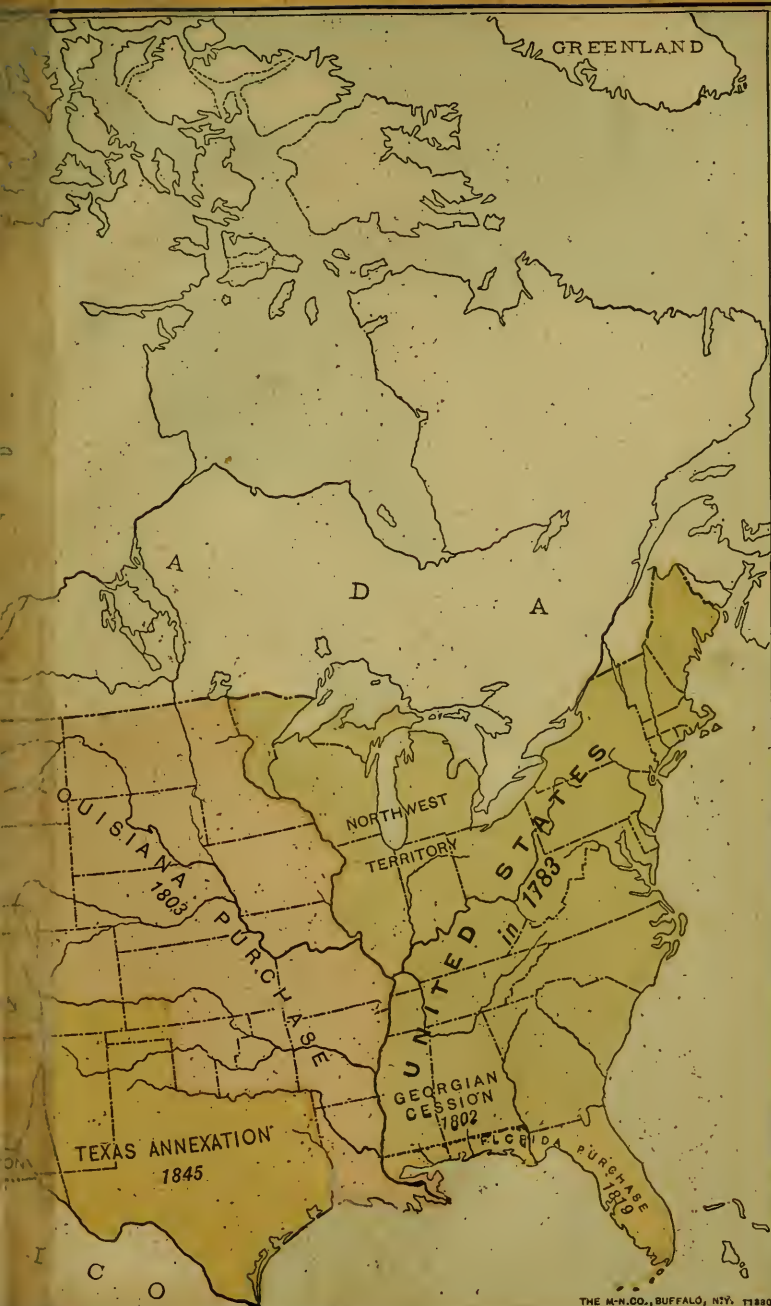 GREENLAND
A
D
A
OUISIANA PURCHASE
1803
NORTHWEST
TERRITORY
UNITED STATES
in 1783
GEORGIAN
CESSION
1802
FLORIDA PURCHASE
1819
TEXAS ANNEXATION
1845
I
C
O
THE M-N.CO., BUFFALO, N.Y.